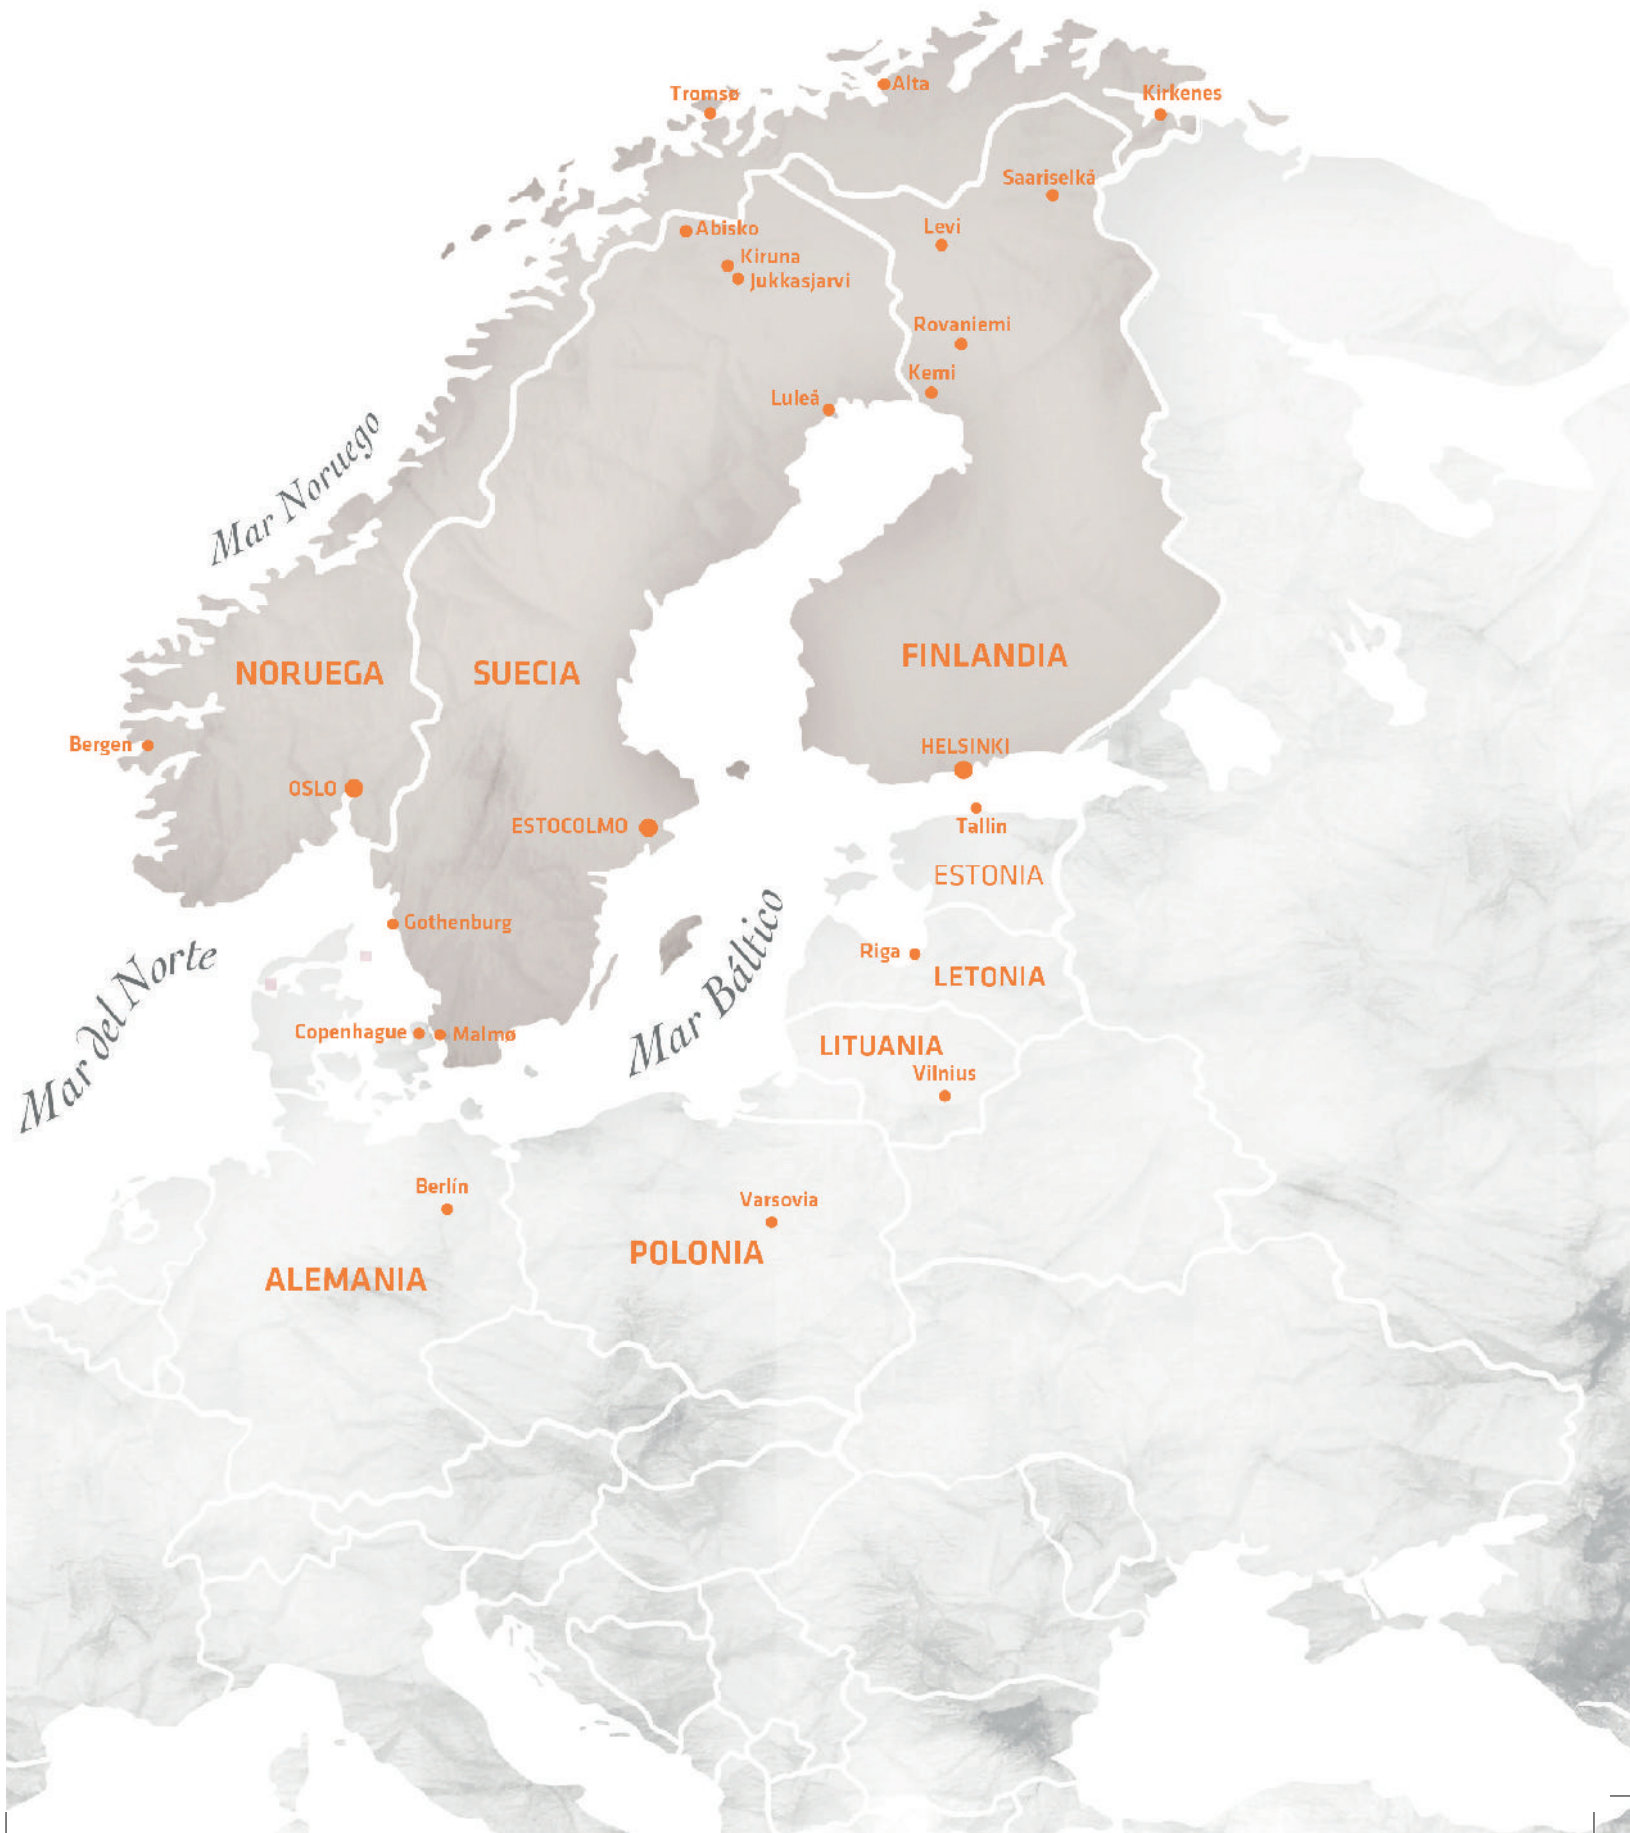 Alta
Tromsø
Kirkenes
Saariselkä
Levi
Abisko
Kiruna
Jukkasjarvi
Rovaniemi
Kemi
Luleå
Mar Noruego
FINLANDIA
NORUEGA
SUECIA
Bergen
HELSINKI
OSLO
Tallin
ESTOCOLMO
ESTONIA
Gothenburg
Mar Báltico
Riga
LETONIA
Mar del Norte
Copenhague
Malmø
LITUANIA
Vilnius
Berlín
Varsovia
POLONIA
ALEMANIA